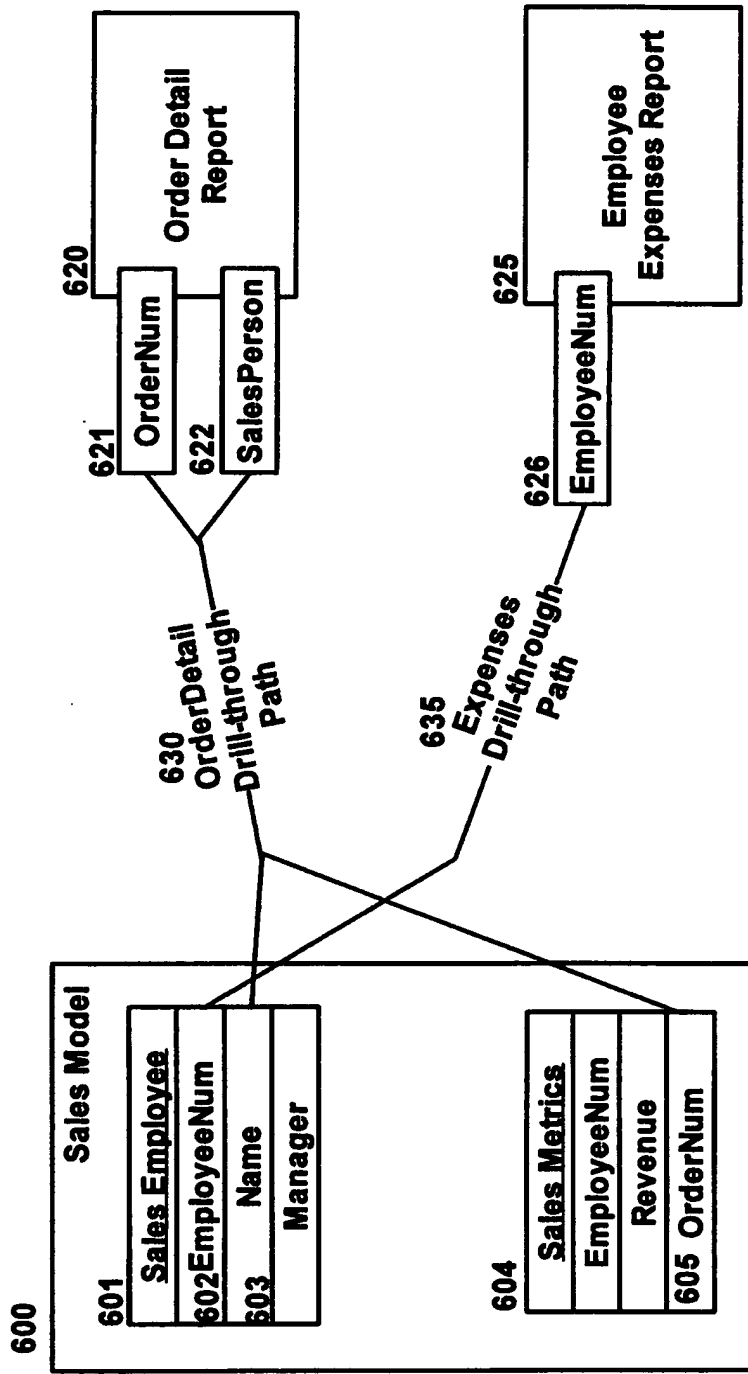 600
Sales Model
601
Sales Employee
602EmployeeNum
603 Name
Manager
604
Sales Metrics
EmployeeNum
Revenue
605 OrderNum
630
OrderDetail
Drill-through
Path
635
Expenses
Drill-through
Path
621
OrderNum
622
SalesPerson
620
Order Detail
Report
626
EmployeeNum
625
Employee
Expenses Report